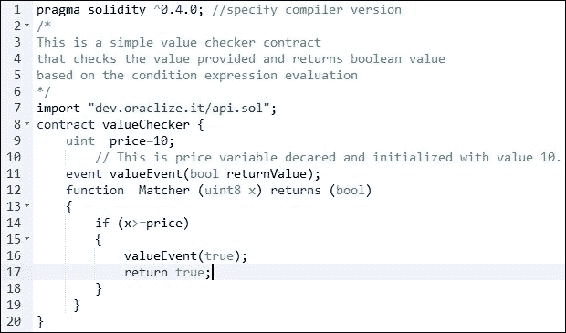 1 pragma solidity ^0.4.0; //specify compiler version
2 /*
3 This is a simple value checker contract
4 that checks the value provided and returns boolean value
5 based on the condition expression evaluation
6 */
7 import "dev.oraclize.it/api.sol";
8 contract valueChecker {
9 uint price=10;
10 // This is price variable decared and initialized with value 10.
11 event valueEvent(bool returnValue);
12 function Matcher (uint8 x) returns (bool)
13 {
14 if (x>=price)
15 {
16 valueEvent(true);
17 return true;
18 }
19 }
20 }